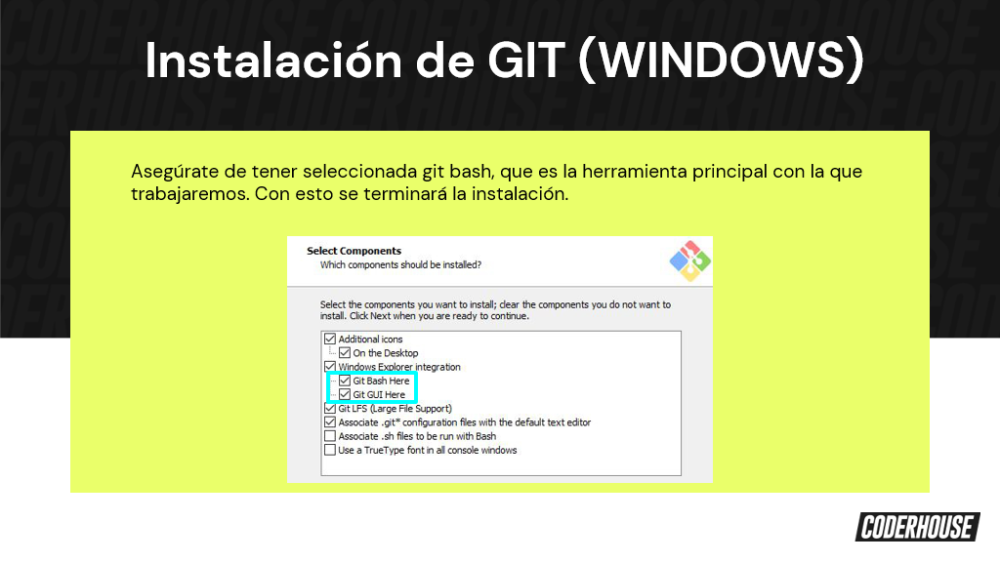 Instalación de GIT (WINDOWS)
Asegúrate de tener seleccionada git bash, que es la herramienta principal con la que
trabajaremos. Con esto se terminará la instalación.
Select Components
Which components should be installed?
Select the components you want to install; clear the components you do not want to
install. Click Next when you are ready to continue.
Additional icons
On the Desktop
Windows Explorer integration
Git Bash Here
Git GUI Here
Git LFS (Large File Support)
Associate .git* configuration files with the default text editor
Associate .sh files to be run with Bash
Use a TrueType font in all console windows
CODERHOUSE